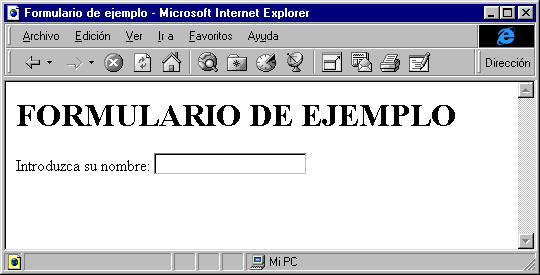 Formulario de ejemplo - Microsoft Internet Explorer
Archivo Edición Ver Ir a Favoritos Ayuda
Dirección
FORMULARIO DE EJEMPLO
Introduzca su nombre:
Mi PC